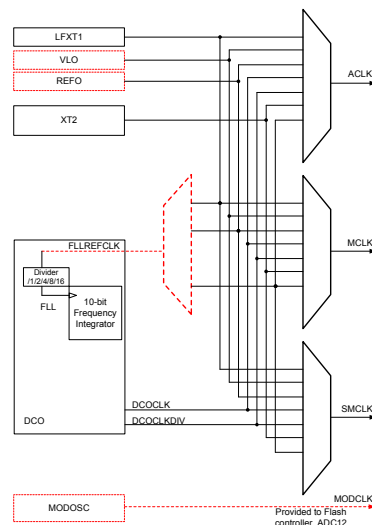 LFXT1
VLO
REFO
ACLK
XT2
FLLREFCLK
MCLK
Divider
/1/2/4/8/16
FLL
10-bit
Frequency
Integrator
DCOCLK
SMCLK
DCO
DCOCLKDIV
MODOSC
MODCLK
Provided to Flash
controller, ADC12